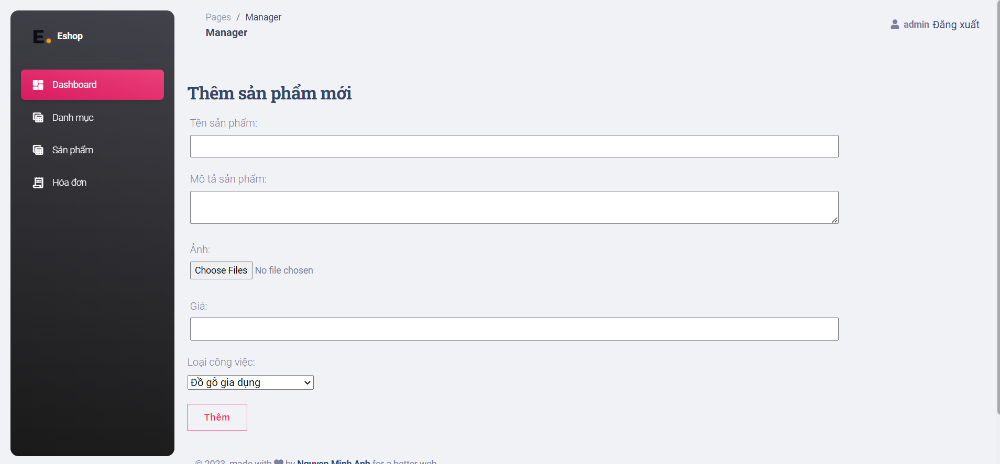 E. Eshop
Dashboard
Danh mục
Sản phẩm
Hóa đơn
Pages / Manager
Manager
admin Đăng xuất
Thêm sản phẩm mới
Tên sản phẩm:
Mô tả sản phẩm:
Ảnh:
Choose Files No file chosen
Giá:
Loại công việc:
Đồ gỗ gia dụng
Thêm
© 2023, made with by Nguyen Minh Anh for a better web.